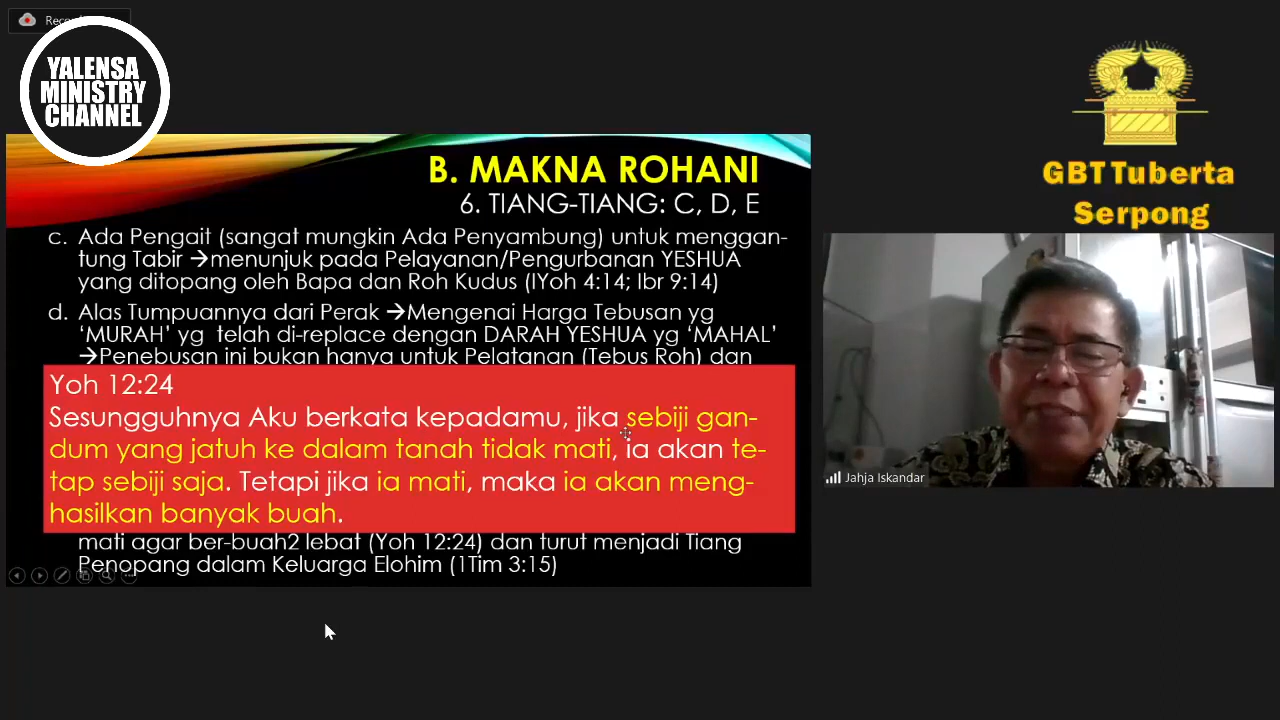 Reco
YALENSA
MINISTRY
CHANNEL
GBT Tuberta
Serpong
B. MAKNA ROHANI
6. TIANG-TIANG: C, D, E
c. Ada Pengait (sangat mungkin Ada Penyambung) untuk menggan-
tung Tabir →menunjuk pada Pelayanan/Pengurbanan YESHUA
yang ditopang oleh Bapa dan Roh Kudus (IYoh 4:14; Ibr 9:14)
d. Alas Tumpuannya dari Perak →Mengenai Harga Tebusan yg
‘MURAH’ yg telah di-replace dengan DARAH YESHUA yg ‘MAHAL’
→Penebusan ini bukan hanya untuk Pelatanan (Tebus Roh) dan
Yoh 12:24
Sesungguhnya Aku berkata kepadamu, jika sebiji gan-
dum yang jatuh ke dalam tanah tidak mati, ia akan te-
tap sebiji saja. Tetapi jika ia mati, maka ia akan meng-
hasilkan banyak buah.
mati agar ber-buah2 lebat (Yoh 12:24) dan turut menjadi Tiang
Penopang dalam Keluarga Elohim (1Tim 3:15)
Jahja Iskandar